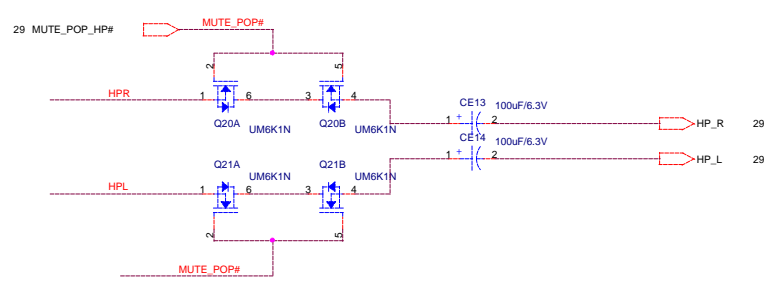 29 MUTE_POP_HP# MUTE_POP#
2 5
HPR 1 6 3 4
Q20A UM6K1N Q20B UM6K1N
CE13 100uF/6.3V
1 + 2 HP_R 29
CE14 100uF/6.3V
1 + 2 HP_L 29
Q21A UM6K1N Q21B UM6K1N
HPL 1 6 3 4
2 5
MUTE_POP#